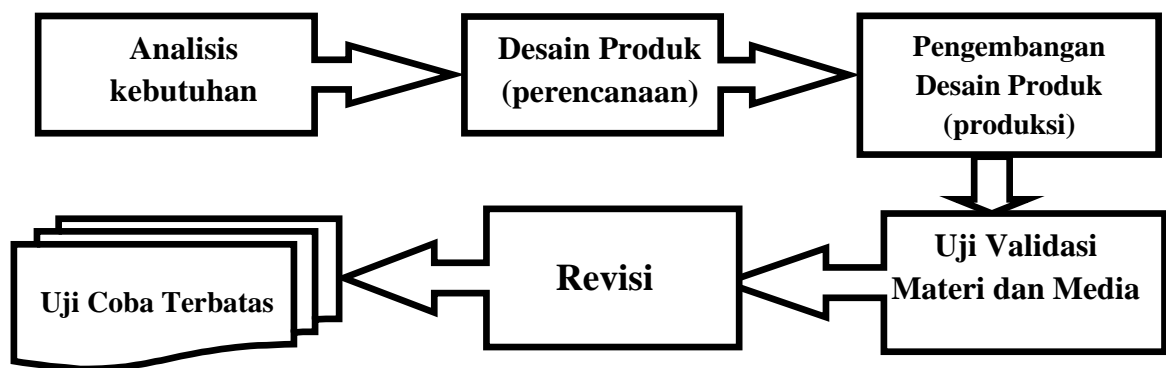 Analisis
kebutuhan
Desain Produk
(perencanaan)
Pengembangan
Desain Produk
(produksi)
Uji Validasi
Materi dan Media
Revisi
Uji Coba Terbatas